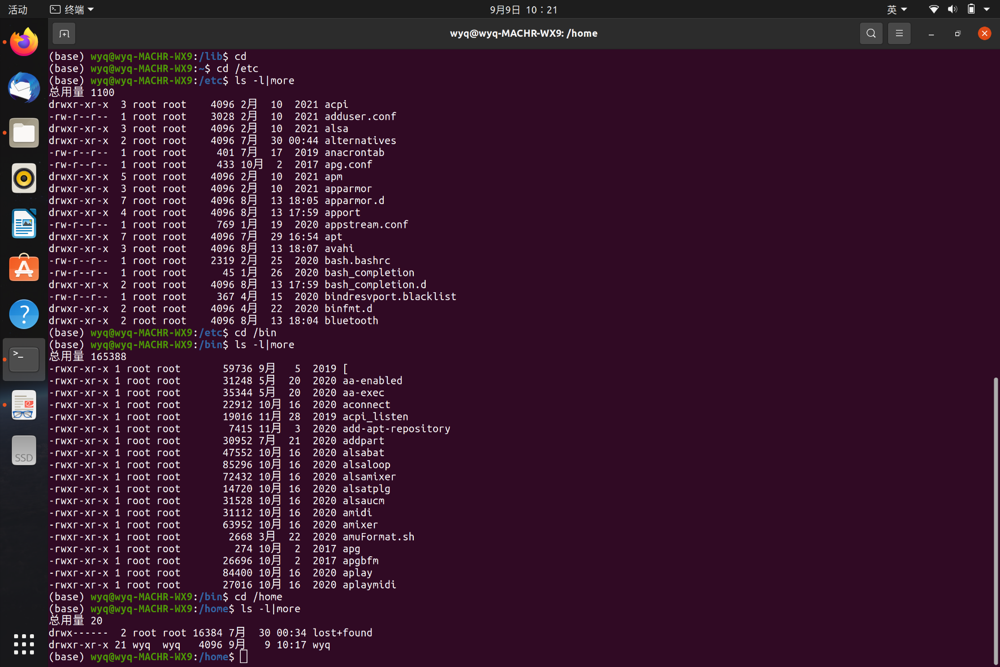 活动 终端 9月9日 10：21 英
wyq@wyq-MACHR-WX9: /home
(base) wyq@wyq-MACHR-WX9:/lib$ cd
(base) wyq@wyq-MACHR-WX9:~$ cd /etc
(base) wyq@wyq-MACHR-WX9:/etc$ ls -l|more
总用量 1100
drwxr-xr-x  3 root root    4096 2月  10  2021 acpi
-rw-r--r--  1 root root    3028 2月  10  2021 adduser.conf
drwxr-xr-x  3 root root    4096 2月  10  2021 alsa
drwxr-xr-x  2 root root    4096 7月  30 00:44 alternatives
-rw-r--r--  1 root root     401 7月  17  2019 anacrontab
-rw-r--r--  1 root root     433 10月  2  2017 apg.conf
drwxr-xr-x  5 root root    4096 2月  10  2021 apm
drwxr-xr-x  3 root root    4096 2月  10  2021 apparmor
drwxr-xr-x  7 root root    4096 8月  13 18:05 apparmor.d
drwxr-xr-x  4 root root    4096 8月  13 17:59 apport
-rw-r--r--  1 root root     769 1月  19  2020 appstream.conf
drwxr-xr-x  7 root root    4096 7月  29 16:54 apt
drwxr-xr-x  3 root root    4096 8月  13 18:07 avahi
-rw-r--r--  1 root root    2319 2月  25  2020 bash.bashrc
-rw-r--r--  1 root root      45 1月  26  2020 bash_completion
drwxr-xr-x  2 root root    4096 8月  13 17:59 bash_completion.d
-rw-r--r--  1 root root     367 4月  15  2020 bindresvport.blacklist
drwxr-xr-x  2 root root    4096 4月  22  2020 binfmt.d
drwxr-xr-x  2 root root    4096 8月  13 18:04 bluetooth
(base) wyq@wyq-MACHR-WX9:/etc$ cd /bin
(base) wyq@wyq-MACHR-WX9:/bin$ ls -l|more
总用量 165388
-rwxr-xr-x 1 root root       59736 9月   5  2019 [
-rwxr-xr-x 1 root root       31248 5月  20  2020 aa-enabled
-rwxr-xr-x 1 root root       35344 5月  20  2020 aa-exec
-rwxr-xr-x 1 root root       22912 10月 16  2020 aconnect
-rwxr-xr-x 1 root root       19016 11月 28  2019 acpi_listen
-rwxr-xr-x 1 root root        7415 11月  3  2020 add-apt-repository
-rwxr-xr-x 1 root root       30952 7月  21  2020 addpart
-rwxr-xr-x 1 root root       47552 10月 16  2020 alsabat
-rwxr-xr-x 1 root root       85296 10月 16  2020 alsaloop
-rwxr-xr-x 1 root root       72432 10月 16  2020 alsamixer
-rwxr-xr-x 1 root root       14720 10月 16  2020 alsatplg
-rwxr-xr-x 1 root root       31528 10月 16  2020 alsaucm
-rwxr-xr-x 1 root root       31112 10月 16  2020 amidi
-rwxr-xr-x 1 root root       63952 10月 16  2020 amixer
-rwxr-xr-x 1 root root        2668 3月  22  2020 amuFormat.sh
-rwxr-xr-x 1 root root         274 10月  2  2017 apg
-rwxr-xr-x 1 root root       26696 10月  2  2017 apgbfm
-rwxr-xr-x 1 root root       84400 10月 16  2020 aplay
-rwxr-xr-x 1 root root       27016 10月 16  2020 aplaymidi
(base) wyq@wyq-MACHR-WX9:/bin$ cd /home
(base) wyq@wyq-MACHR-WX9:/home$ ls -l|more
总用量 20
drwx------  2 root root 16384 7月  30 00:34 lost+found
drwxr-xr-x 21 wyq  wyq   4096 9月   9 10:17 wyq
(base) wyq@wyq-MACHR-WX9:/home$
SSD